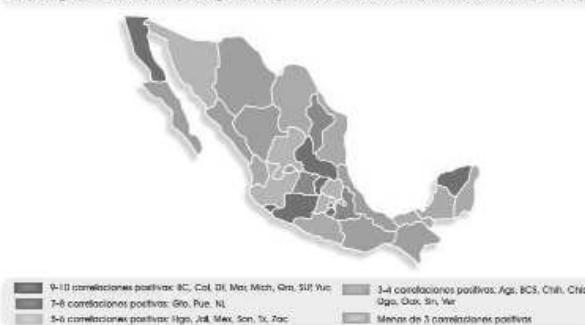 9-10 correlaciones positivas: BC, Col, DF, Mor, Mich, Qro, SLP, Yuc
7-8 correlaciones positivas: Gto, Pue, NL
5-6 correlaciones positivas: Hgo, Jal, Mex, Son, Tx, Zac
3-4 correlaciones positivas: Ags, BCS, Chih, Chis
Dgo, Oax, Sin, Ver
Menos de 3 correlaciones positivas